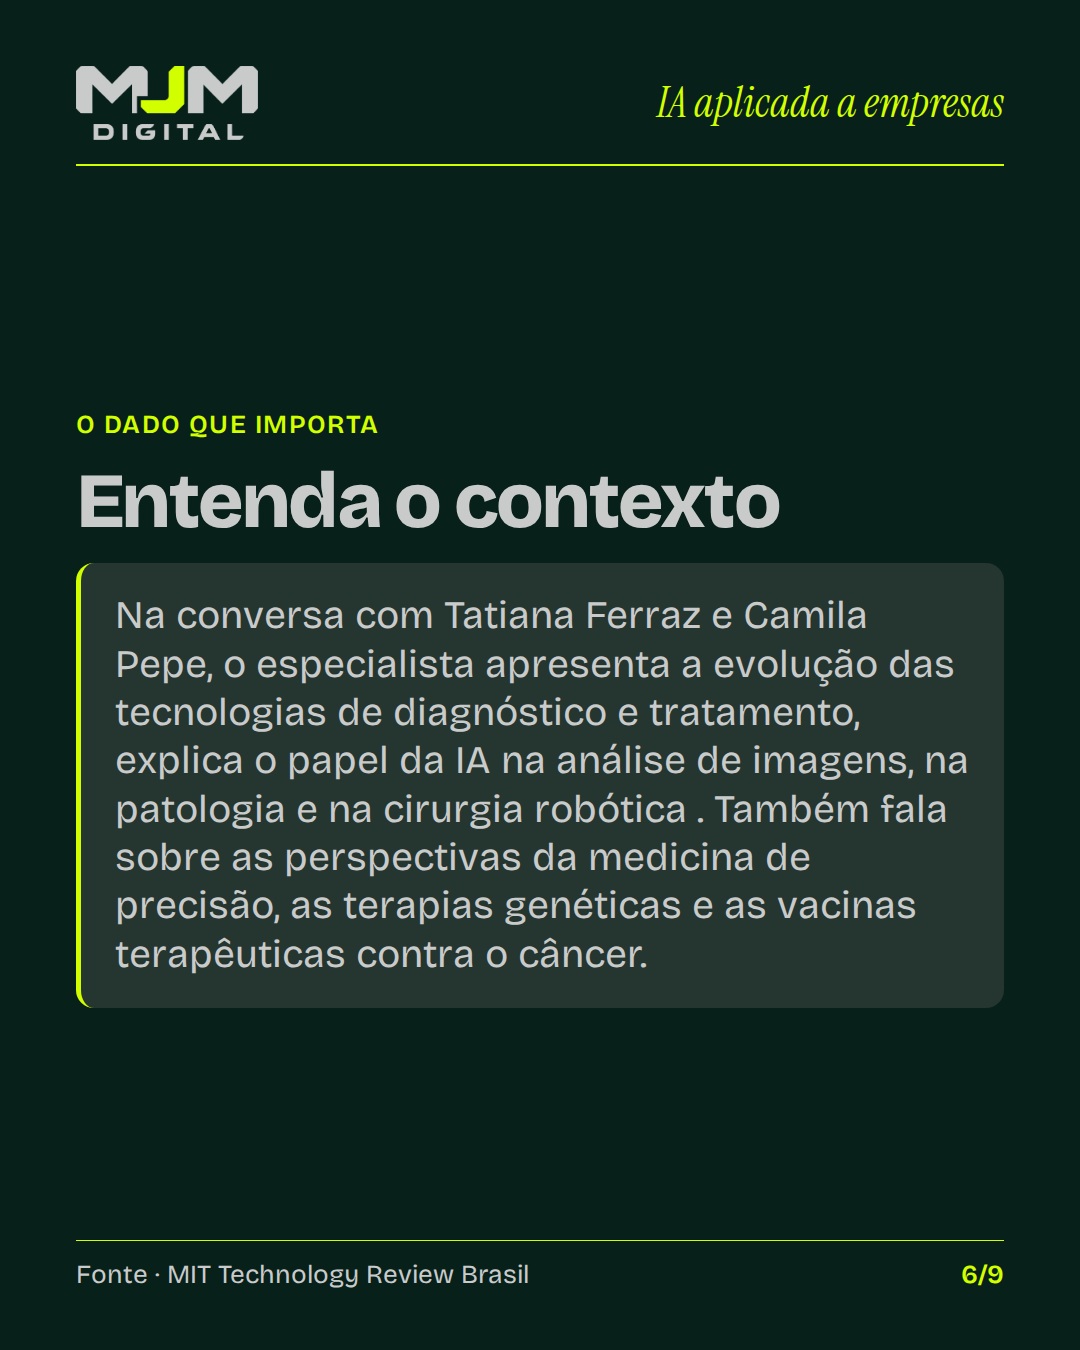 MJM
DIGITAL
IA aplicada a empresas
O DADO QUE IMPORTA
Entenda o contexto
Na conversa com Tatiana Ferraz e Camila
Pepe, o especialista apresenta a evolução das
tecnologias de diagnóstico e tratamento,
explica o papel da IA na análise de imagens, na
patologia e na cirurgia robótica . Também fala
sobre as perspectivas da medicina de
precisão, as terapias genéticas e as vacinas
terapêuticas contra o câncer.
Fonte · MIT Technology Review Brasil
6/9